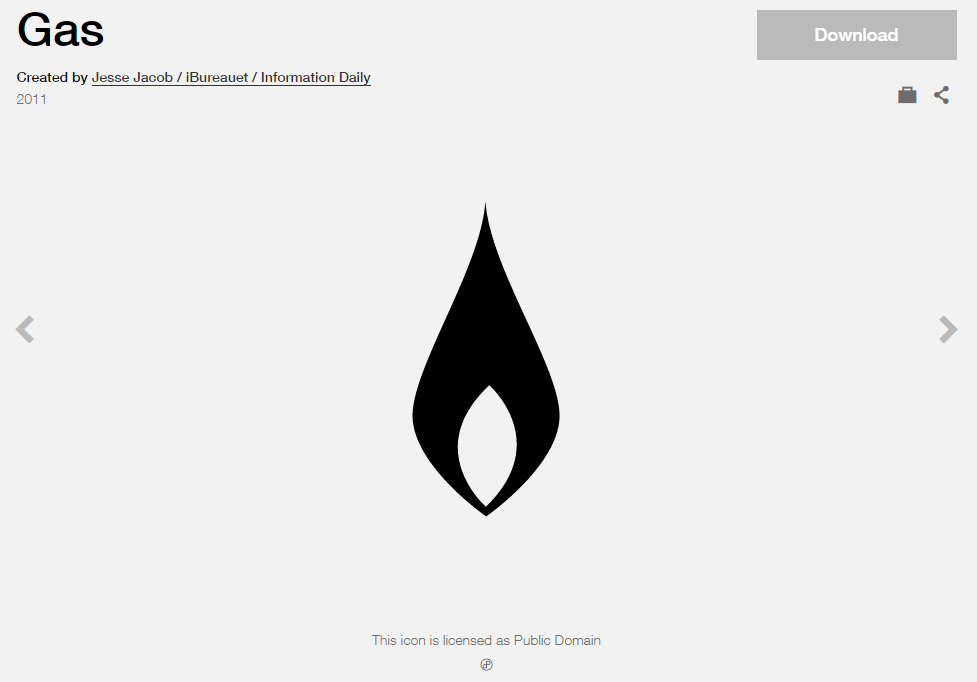 Gas
Download
Created by Jesse Jacob / iBureauet / Information Daily
2011
This icon is licensed as Public Domain